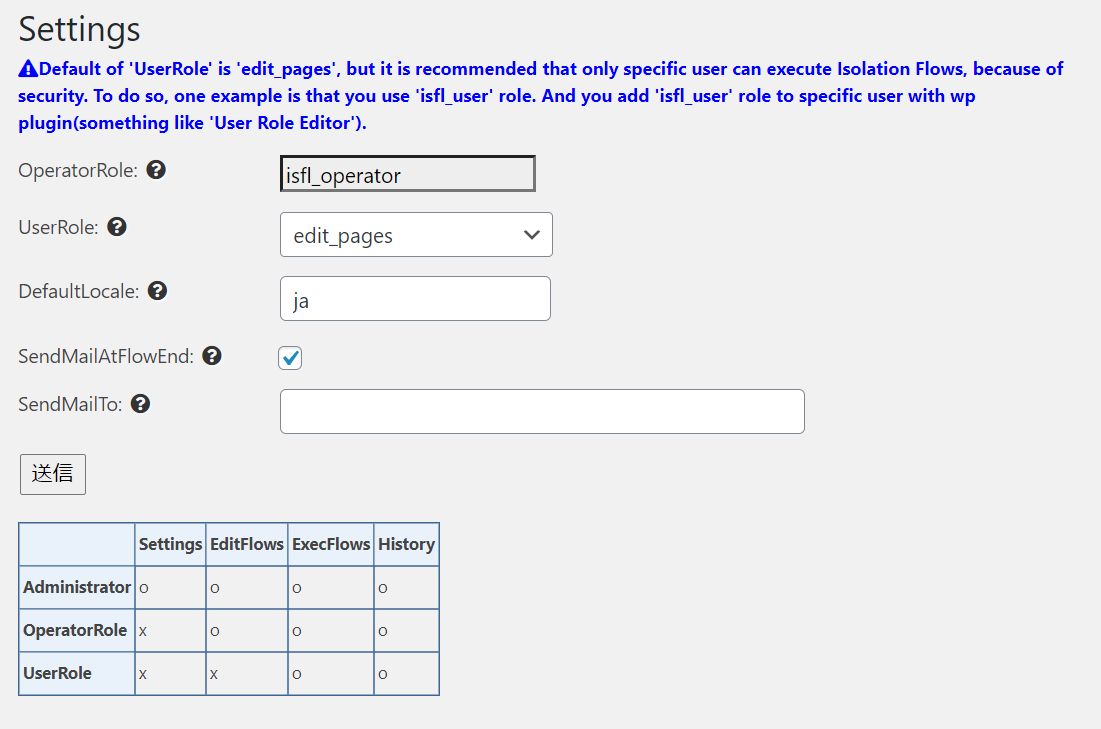 Settings
Default of 'UserRole' is 'edit_pages', but it is recommended that only specific user can execute Isolation Flows, because of
security. To do so, one example is that you use 'isfl_user' role. And you add 'isfl_user' role to specific user with wp
plugin(something like 'User Role Editor').
OperatorRole: isfl_operator
UserRole: edit_pages
DefaultLocale: ja
SendMailAtFlowEnd:
SendMailTo:
送信
Settings EditFlows ExecFlows History
Administrator o o o o
OperatorRole x o o o
UserRole x x o o